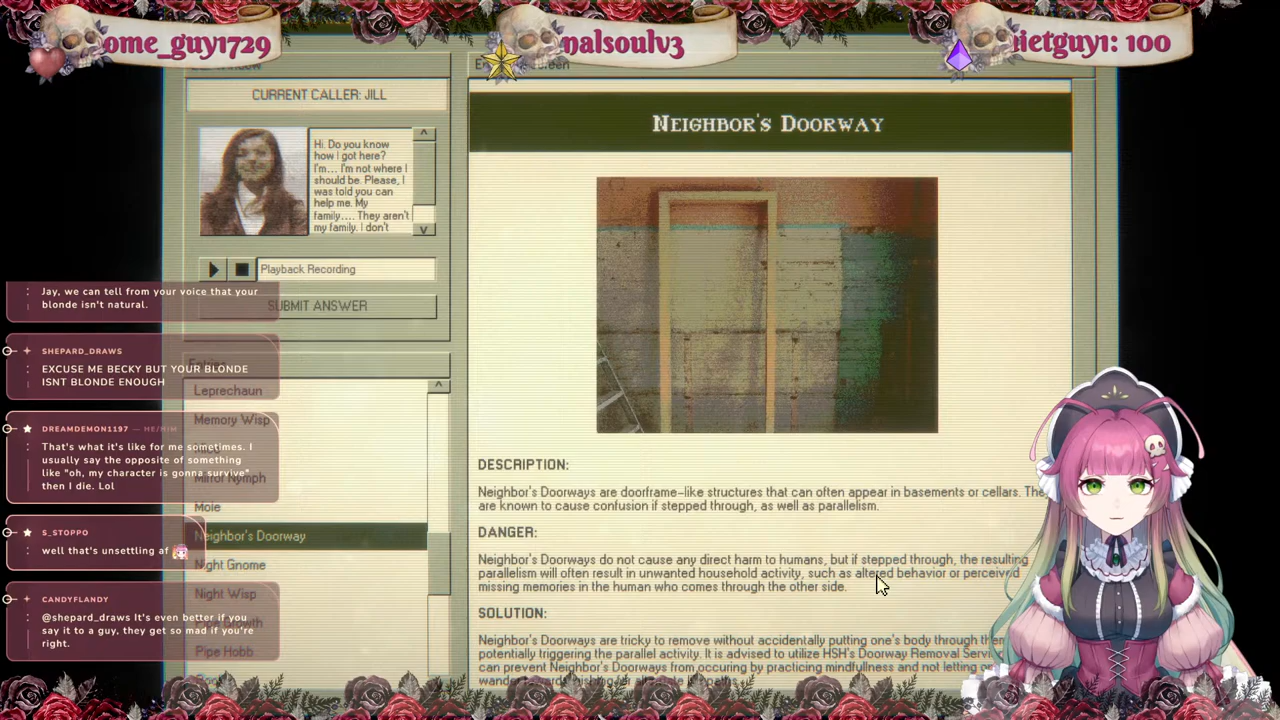 ome_guy1729
nalsoulv3
ietguy1: 100
CURRENT CALLER: JILL
Hi. Do you know
how I got here?
I'm... I'm not where I
should be. Please, I
was told you can
help me. My
family.... They aren't
my family. I don't
Playback Recording
SUBMIT ANSWER
Entries
Leprechaun
Memory Wisp
Mirror Nymph
Mole
Neighbor's Doorway
Night Gnome
Night Wisp
Pipe Hobb
Neighbor's Doorway
DESCRIPTION:
Neighbor's Doorways are doorframe-like structures that can often appear in basements or cellars. The
are known to cause confusion if stepped through, as well as parallelism.
DANGER:
Neighbor's Doorways do not cause any direct harm to humans, but if stepped through, the resulting
parallelism will often result in unwanted household activity, such as altered behavior or perceived
missing memories in the human who comes through the other side.
SOLUTION:
Neighbor's Doorways are tricky to remove without accidentally putting one's body through them
potentially triggering the parallel activity. It is advised to utilize HSH's Doorway Removal Servi
can prevent Neighbor's Doorways from occuring by practicing mindfulness and not letting
Jay, we can tell from your voice that your
blonde isn't natural.
SHEPARD_DRAWS
EXCUSE ME BECKY BUT YOUR BLONDE
ISNT BLONDE ENOUGH
DREAMDEMON1197 — HE/HIM
That's what it's like for me sometimes. I
usually say the opposite of something
like "oh, my character is gonna survive"
then I die. Lol
S_STOPPO
well that's unsettling af
CANDYFLANDY
@shepard_draws It's even better if you
say it to a guy, they get so mad if you're
right.